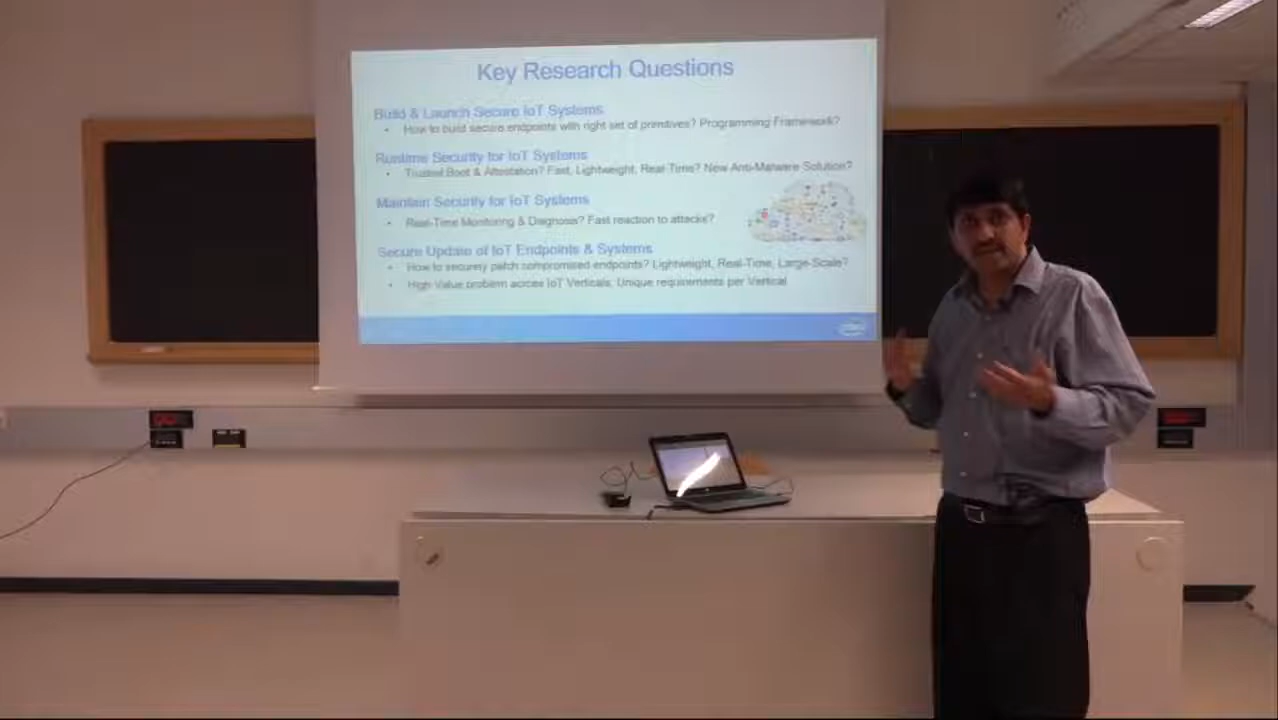 Key Research Questions
Build & Launch Secure IoT Systems
• How to build secure endpoints with right set of primitives? Programming Framework?
Runtime Security for IoT Systems
• Trusted Boot & Attestation? Fast, Lightweight, Real-Time? New Anti-Malware Solution?
Maintain Security for IoT Systems
• Real-Time Monitoring & Diagnosis? Fast reaction to attacks?
Secure Update of IoT Endpoints & Systems
• How to securely patch compromised endpoints? Lightweight, Real-Time, Large-Scale?
• High Value problem across IoT Verticals, Unique requirements per Vertical
(intel)